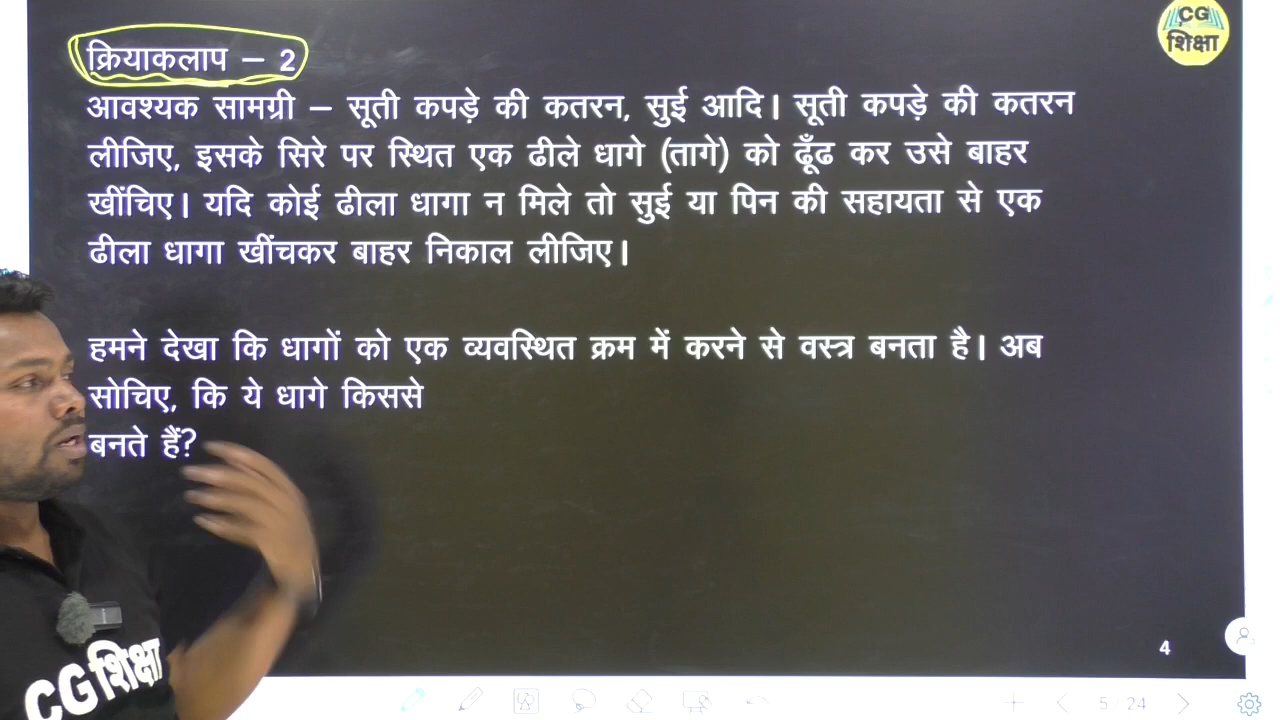 CG
शिक्षा
क्रियाकलाप – 2
आवश्यक सामग्री – सूती कपड़े की कतरन, सुई आदि। सूती कपड़े की कतरन
लीजिए, इसके सिरे पर स्थित एक ढीले धागे (तागे) को ढूँढ कर उसे बाहर
खींचिए। यदि कोई ढीला धागा न मिले तो सुई या पिन की सहायता से एक
ढीला धागा खींचकर बाहर निकाल लीजिए।
हमने देखा कि धागों को एक व्यवस्थित क्रम में करने से वस्त्र बनता है। अब
सोचिए, कि ये धागे किससे
बनते हैं?
CG शिक्षा
4
5 / 24